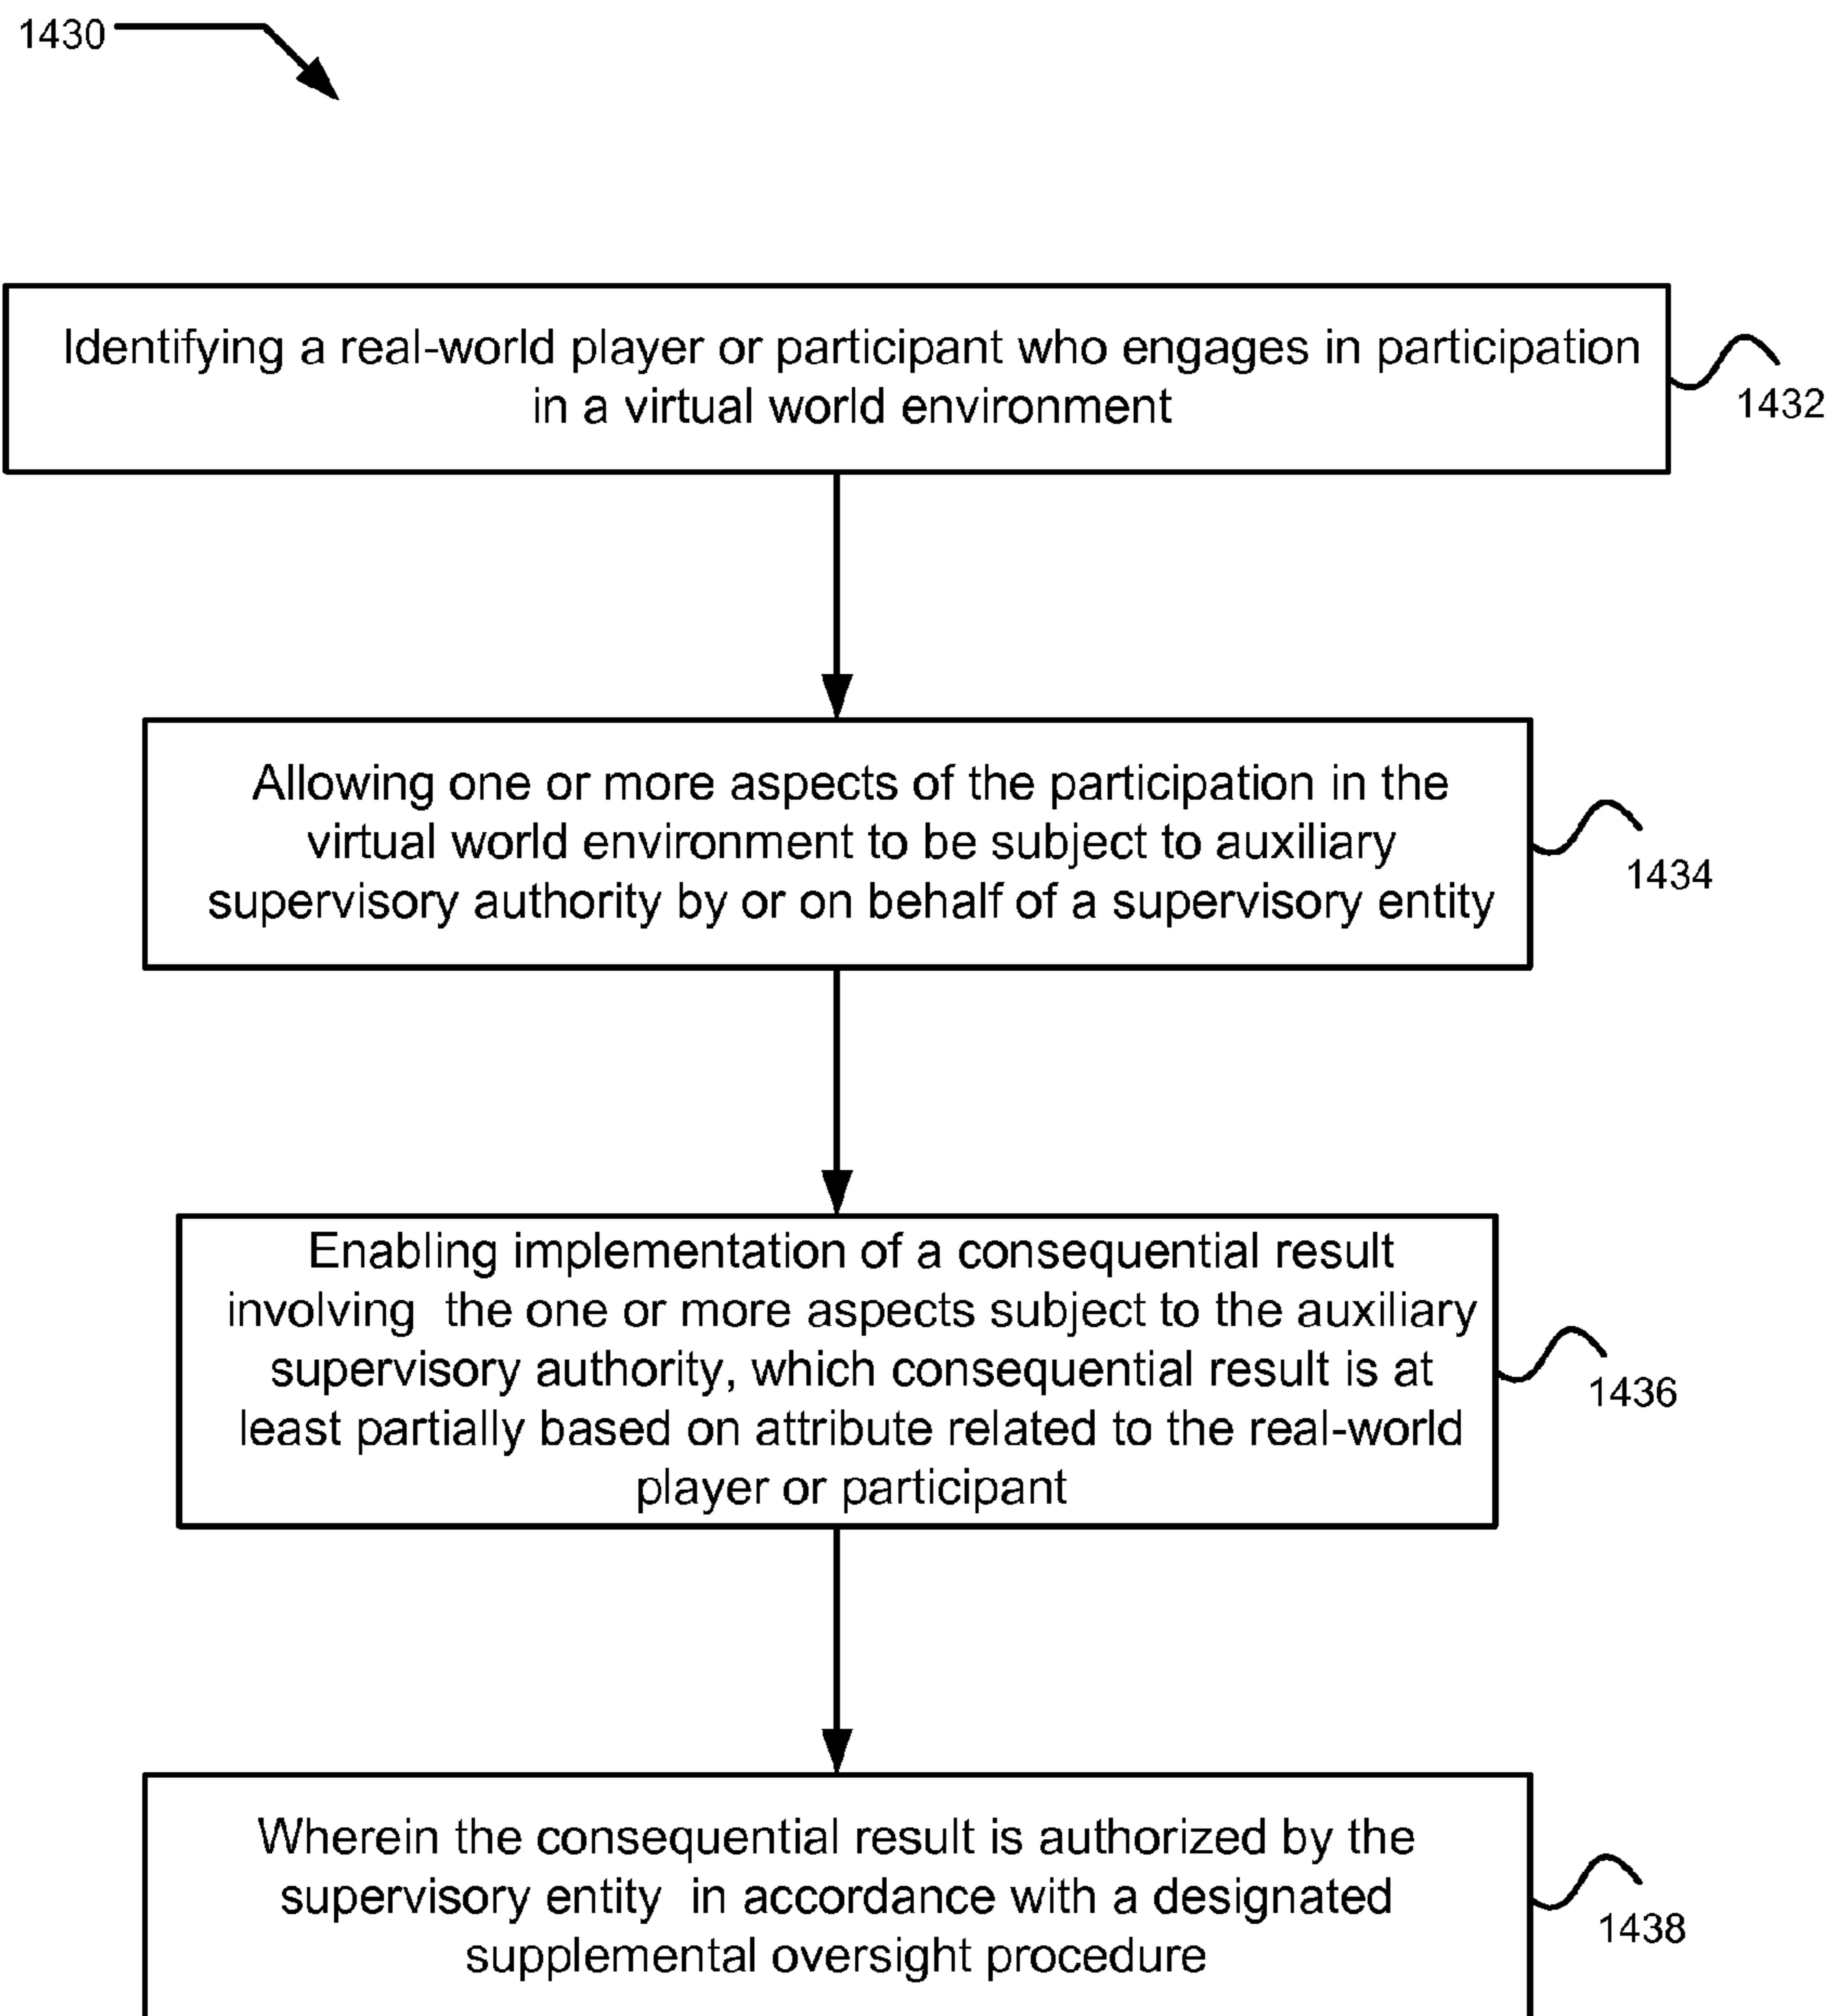 1430
Identifying a real-world player or participant who engages in participation
in a virtual world environment
1432
Allowing one or more aspects of the participation in the
virtual world environment to be subject to auxiliary
supervisory authority by or on behalf of a supervisory entity
1434
Enabling implementation of a consequential result
involving  the one or more aspects subject to the auxiliary
supervisory authority, which consequential result is at
least partially based on attribute related to the real-world
player or participant
1436
Wherein the consequential result is authorized by the
supervisory entity  in accordance with a designated
supplemental oversight procedure
1438